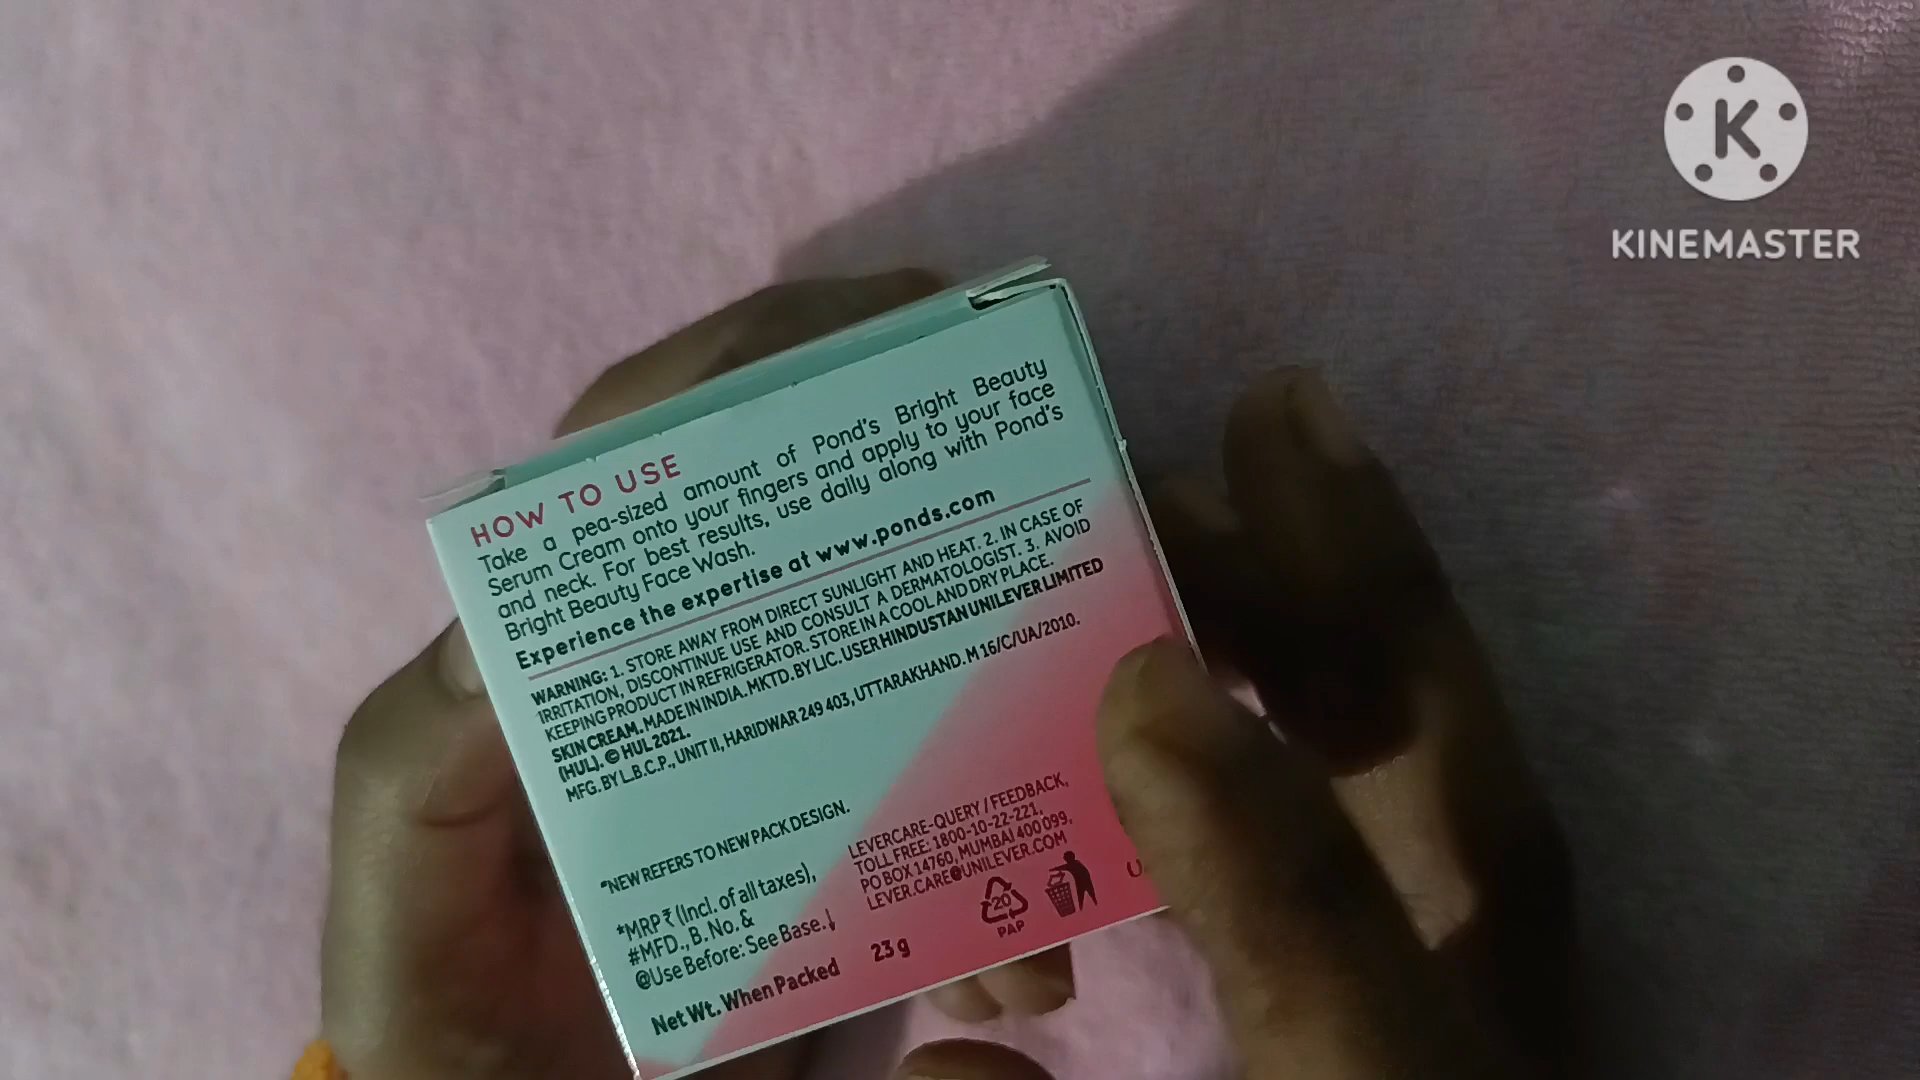 KINEMASTER
HOW TO USE
Take a pea-sized amount of Pond's Bright Beauty
Serum Cream onto your fingers and apply to your face
and neck. For best results, use daily along with Pond's
Bright Beauty Face Wash.
Experience the expertise at www.ponds.com
WARNING: 1. STORE AWAY FROM DIRECT SUNLIGHT AND HEAT. 2. IN CASE OF
IRRITATION, DISCONTINUE USE AND CONSULT A DERMATOLOGIST. 3. AVOID
KEEPING PRODUCT IN REFRIGERATOR. STORE IN A COOL AND DRY PLACE.
SKIN CREAM. MADE IN INDIA. MKTD. BY LIC. USER HINDUSTAN UNILEVER LIMITED
(HUL). © HUL 2021.
MFG. BY L.B.C.P., UNIT II, HARIDWAR 249 403, UTTARAKHAND. M 16/C/UA/2010.
*NEW REFERS TO NEW PACK DESIGN.
LEVERCARE-QUERY / FEEDBACK,
TOLL FREE: 1800-10-22-221,
PO BOX 14760, MUMBAI 400 099,
LEVER.CARE@UNILEVER.COM
*MRP ₹ (Incl. of all taxes),
#MFD., B. No. &
@Use Before: See Base.↓
20
PAP
Net Wt. When Packed 23 g